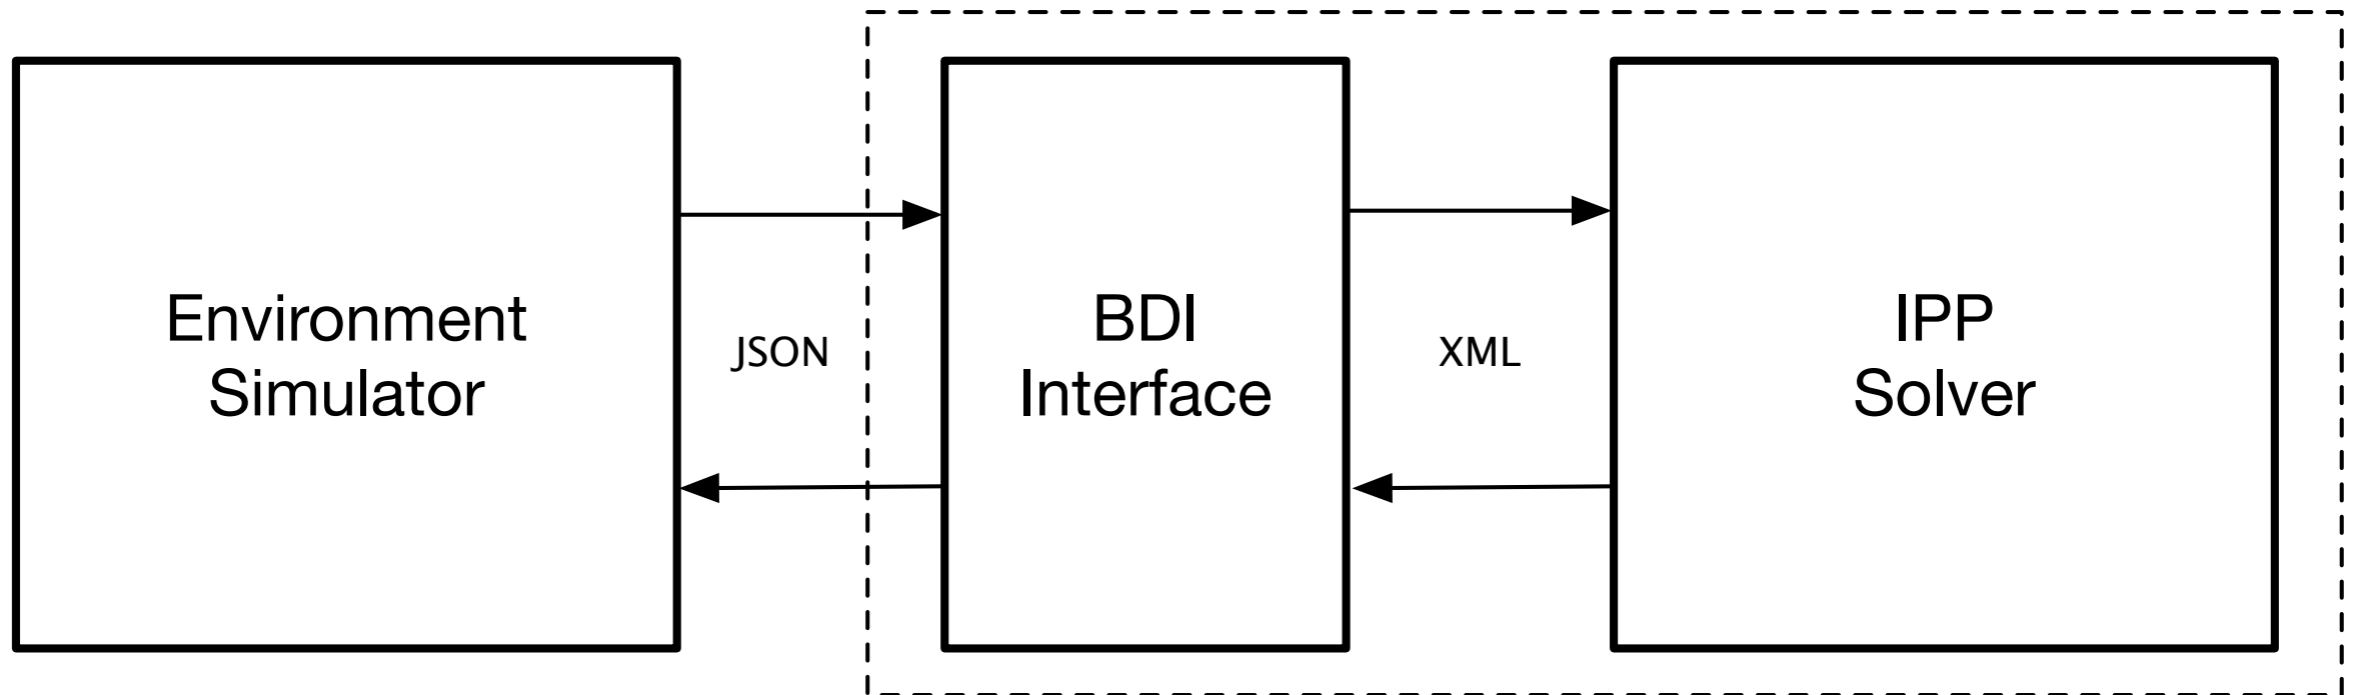 Environment
Simulator
JSON
BDI
Interface
XML
IPP
Solver